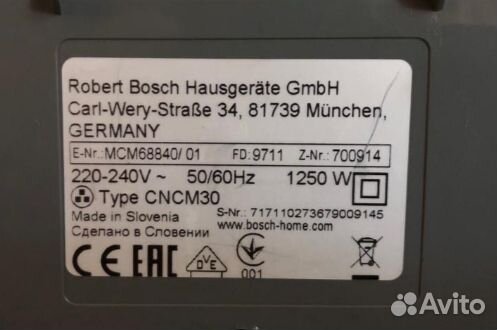 Robert Bosch Hausgeräte GmbH
Carl-Wery-Straße 34, 81739 München,
GERMANY
E-Nr.: MCM68840/ 01 FD: 9711 Z-Nr.: 700914
220-240V ~ 50/60Hz 1250 W
Type CNCM30
Made in Slovenia S-Nr.: 717110273679009145
Сделано в Словении www.bosch-home.com
CE EAC OVE 001
Avito